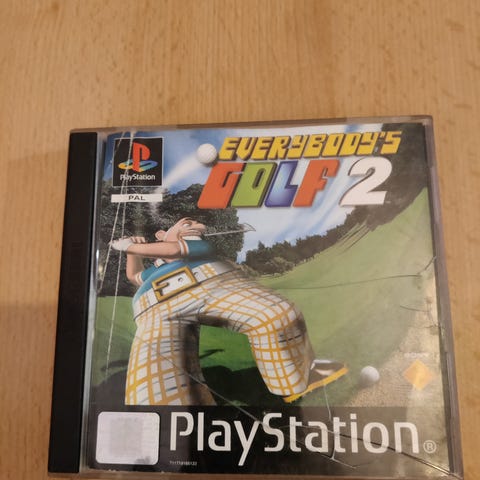 PlayStation
PAL
EVERYBODY'S
GOLF 2
SONY
PlayStation®